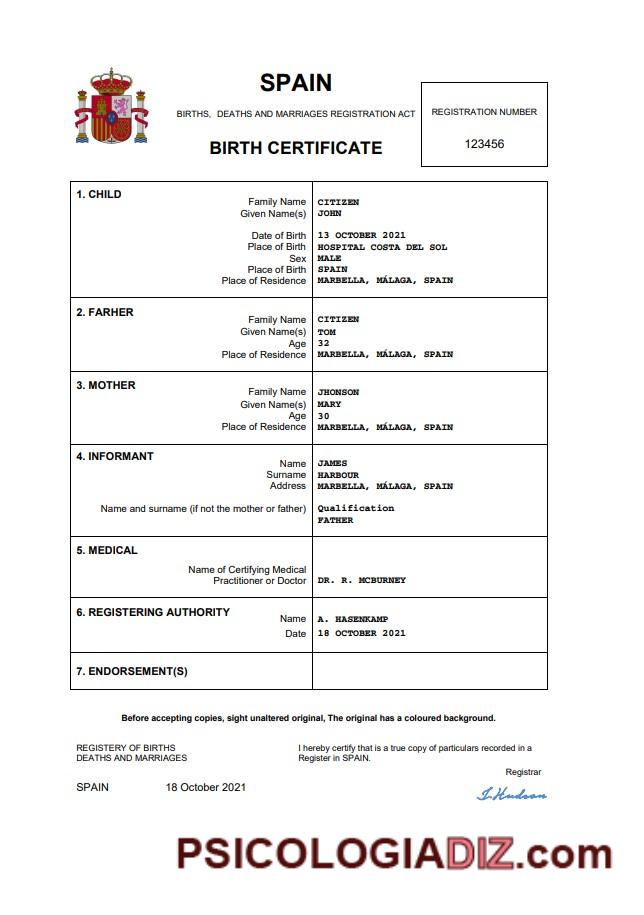 SPAIN
BIRTHS, DEATHS AND MARRIAGES REGISTRATION ACT
BIRTH CERTIFICATE
REGISTRATION NUMBER
123456
1. CHILD
Family Name CITIZEN
Given Name(s) JOHN
Date of Birth 13 OCTOBER 2021
Place of Birth HOSPITAL COSTA DEL SOL
Sex MALE
Place of Birth SPAIN
Place of Residence MARBELLA, MÁLAGA, SPAIN
2. FARHER
Family Name CITIZEN
Given Name(s) TOM
Age 32
Place of Residence MARBELLA, MÁLAGA, SPAIN
3. MOTHER
Family Name JHONSON
Given Name(s) MARY
Age 30
Place of Residence MARBELLA, MÁLAGA, SPAIN
4. INFORMANT
Name JAMES
Surname HARBOUR
Address MARBELLA, MÁLAGA, SPAIN
Name and surname (if not the mother or father) Qualification
FATHER
5. MEDICAL
Name of Certifying Medical
Practitioner or Doctor DR. R. MCBURNEY
6. REGISTERING AUTHORITY
Name A. HASENKAMP
Date 18 OCTOBER 2021
7. ENDORSEMENT(S)
Before accepting copies, sight unaltered original, The original has a coloured background.
REGISTERY OF BIRTHS
DEATHS AND MARRIAGES
I hereby certify that is a true copy of particulars recorded in a
Register in SPAIN.
Registrar
SPAIN 18 October 2021
J. Hudson
PSICOLOGIADIZ.com